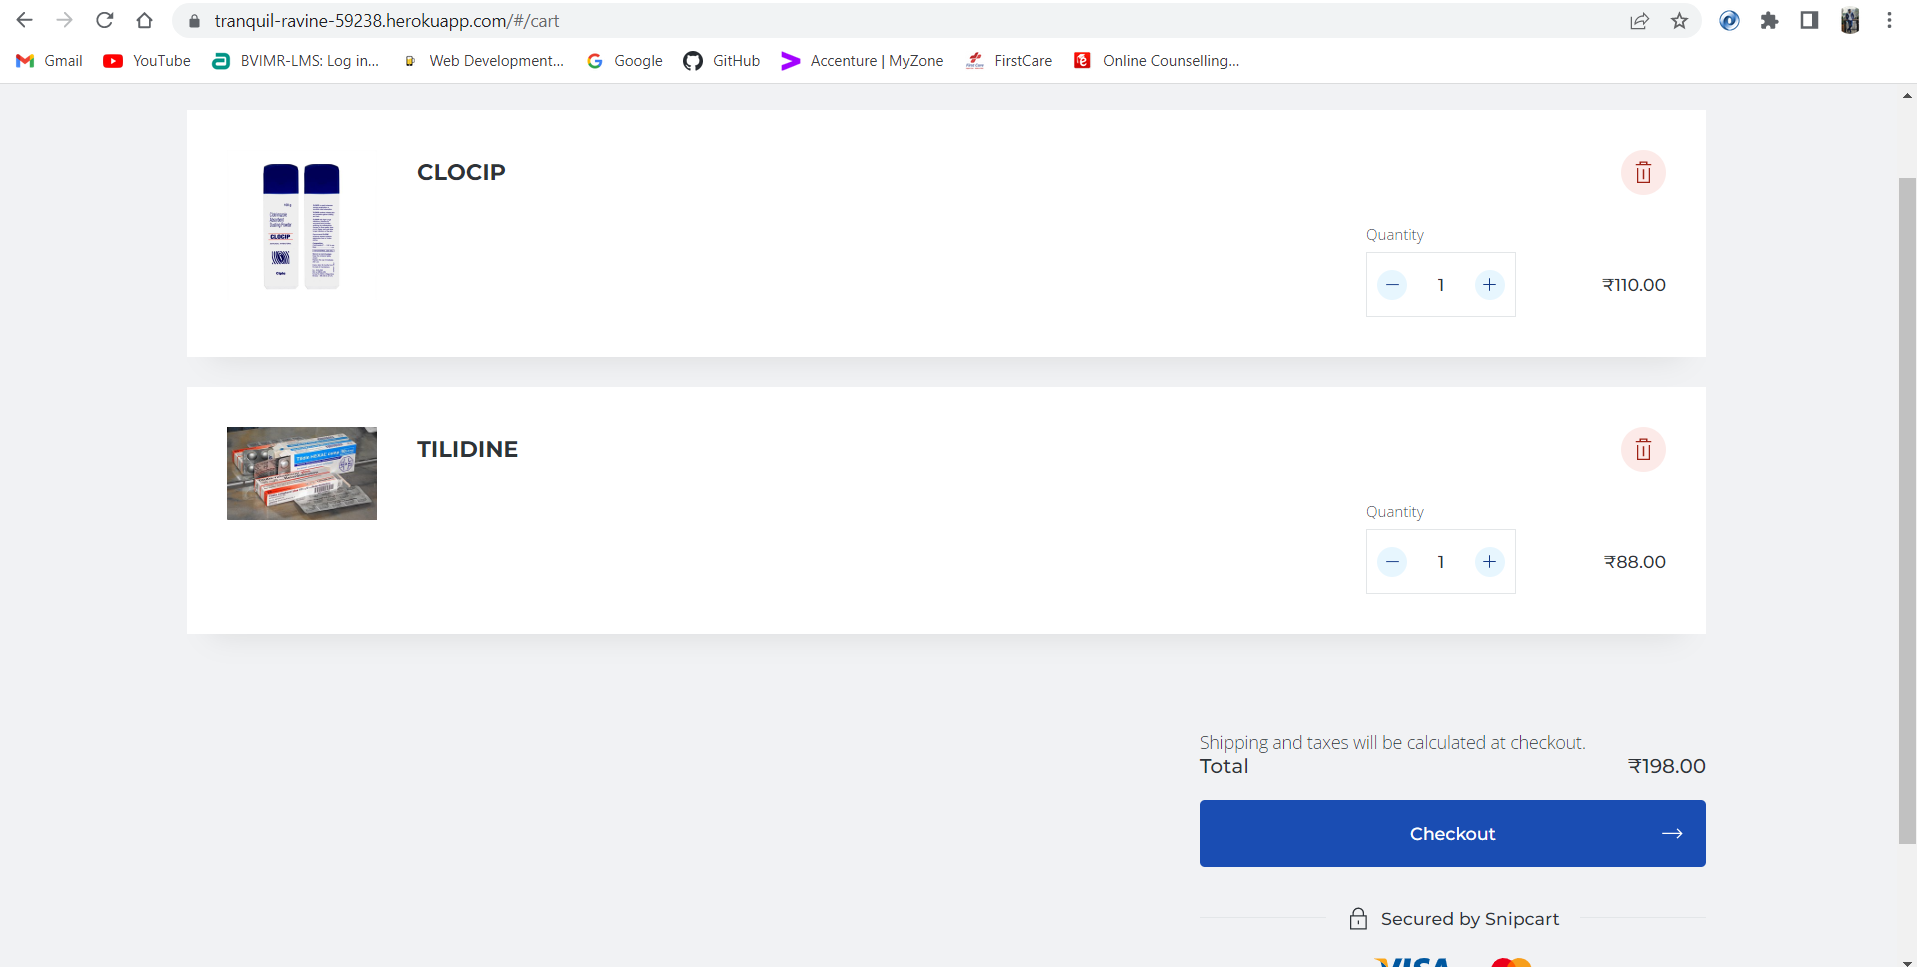 tranquil-ravine-59238.herokuapp.com/#/cart
Gmail
YouTube
BVIMR-LMS: Log in...
Web Development...
Google
GitHub
Accenture | MyZone
FirstCare
Online Counselling...
CLOCIP
CLOCIP
Cipla
Quantity
1
₹110.00
TILIDINE
Quantity
1
₹88.00
Shipping and taxes will be calculated at checkout.
Total
₹198.00
Checkout
Secured by Snipcart
VISA